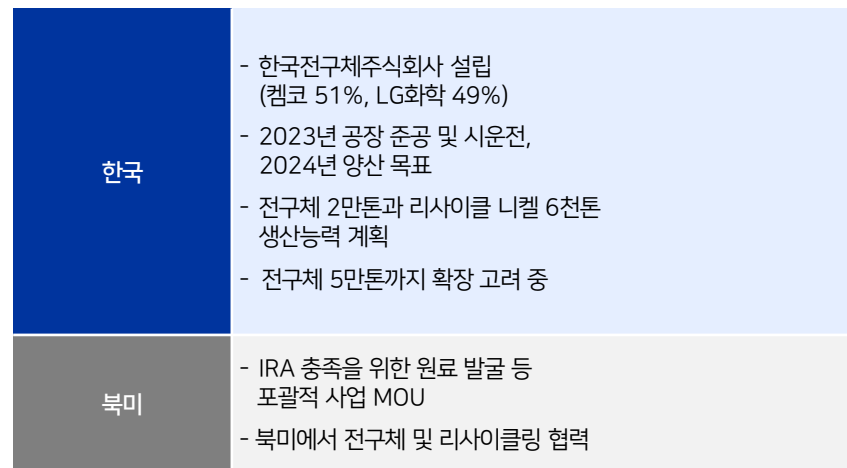 한국
- 한국전구체주식회사 설립
(켐코 51%, LG화학 49%)
- 2023년 공장 준공 및 시운전,
2024년 양산 목표
- 전구체 2만톤과 리사이클 니켈 6천톤
생산능력 계획
- 전구체 5만톤까지 확장 고려 중
북미
- IRA 충족을 위한 원료 발굴 등
포괄적 사업 MOU
- 북미에서 전구체 및 리사이클링 협력